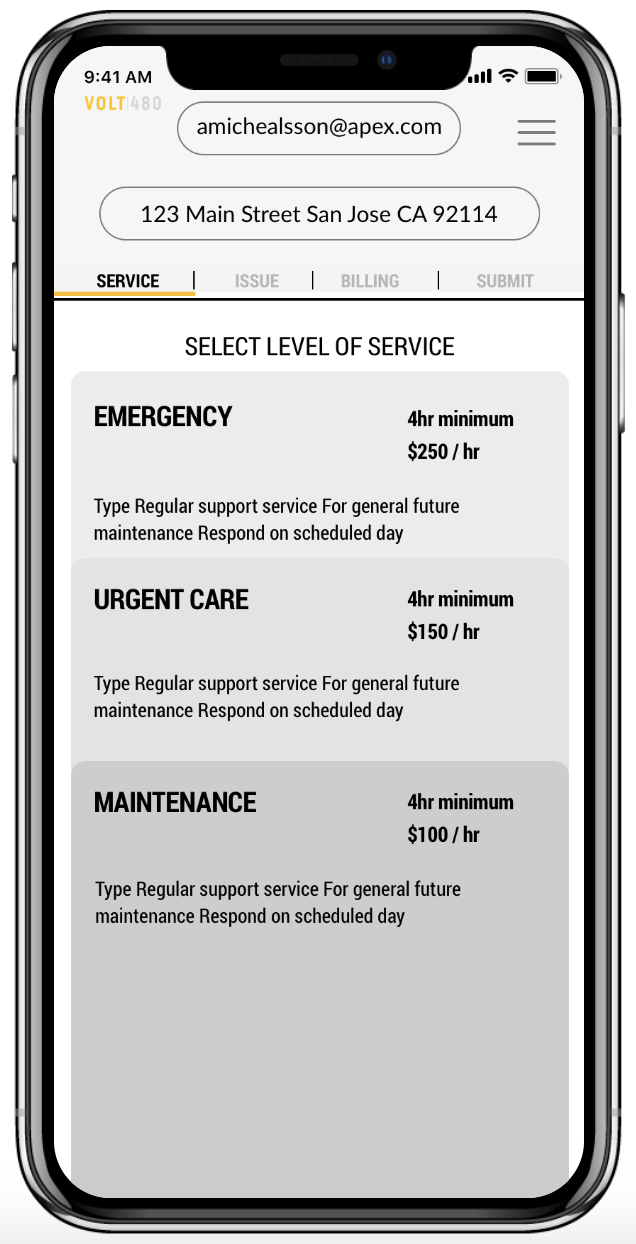 9:41 AM
VOLT|480
amichealsson@apex.com
123 Main Street San Jose CA 92114
SERVICE | ISSUE | BILLING | SUBMIT
SELECT LEVEL OF SERVICE
EMERGENCY
4hr minimum
$250 / hr
Type Regular support service For general future
maintenance Respond on scheduled day
URGENT CARE
4hr minimum
$150 / hr
Type Regular support service For general future
maintenance Respond on scheduled day
MAINTENANCE
4hr minimum
$100 / hr
Type Regular support service For general future
maintenance Respond on scheduled day